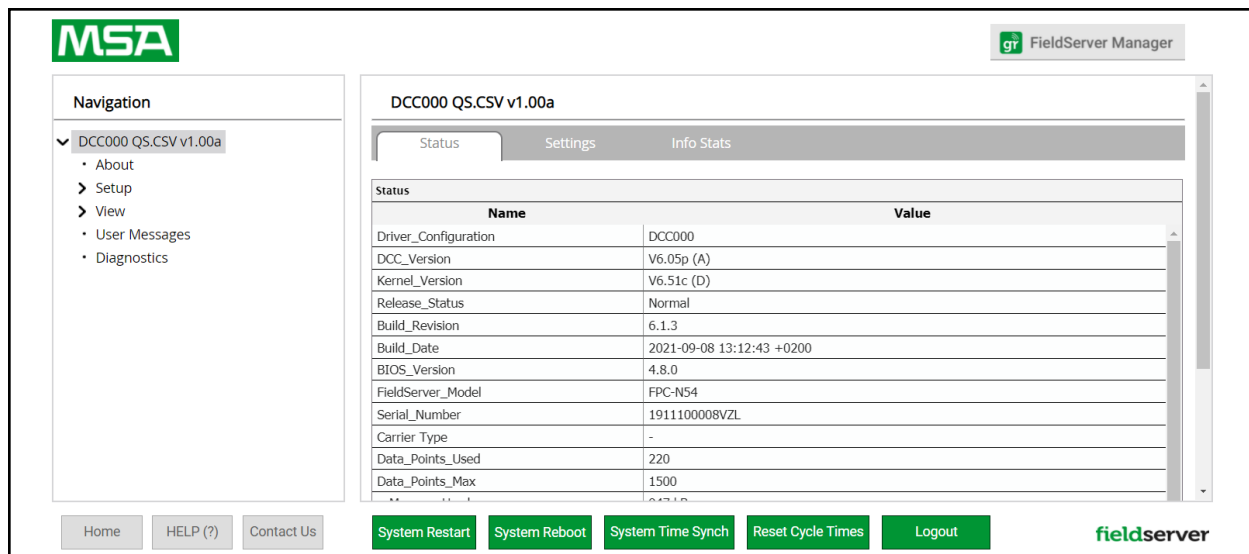 MSA
gr FieldServer Manager
Navigation
DCC000 QS.CSV v1.00a
About
Setup
View
User Messages
Diagnostics
DCC000 QS.CSV v1.00a
Status Settings Info Stats
Status
Name Value
Driver_Configuration DCC000
DCC_Version V6.05p (A)
Kernel_Version V6.51c (D)
Release_Status Normal
Build_Revision 6.1.3
Build_Date 2021-09-08 13:12:43 +0200
BIOS_Version 4.8.0
FieldServer_Model FPC-N54
Serial_Number 1911100008VZL
Carrier Type -
Data_Points_Used 220
Data_Points_Max 1500
Home HELP (?) Contact Us System Restart System Reboot System Time Synch Reset Cycle Times Logout fieldserver